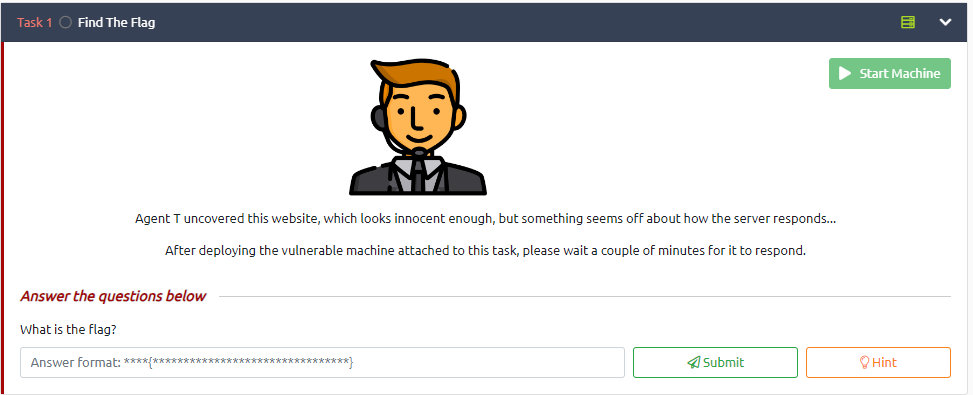 Task 1 Find The Flag
Start Machine
Agent T uncovered this website, which looks innocent enough, but something seems off about how the server responds...
After deploying the vulnerable machine attached to this task, please wait a couple of minutes for it to respond.
Answer the questions below
What is the flag?
Answer format: ****{********************************}
Submit
Hint